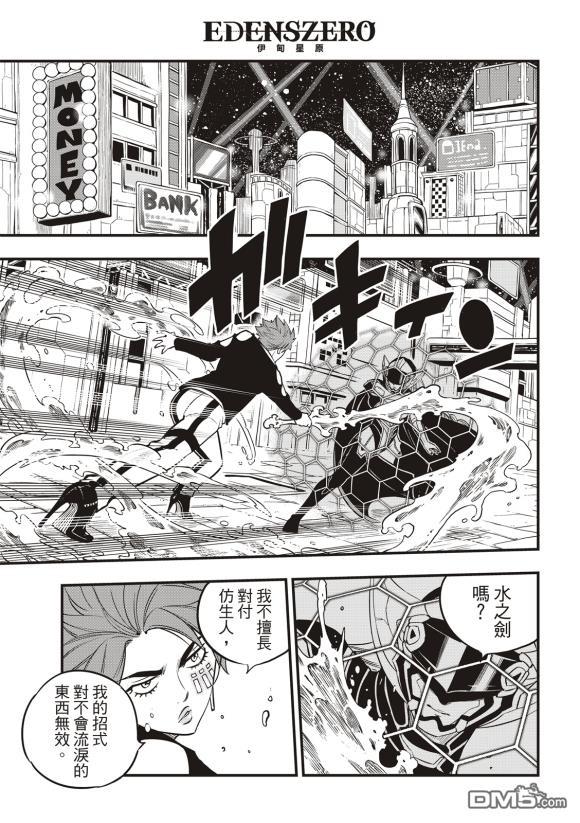 EDENSZERO
伊甸星原
MONEY
BANK
BlEnd.
ガキィーン
水之劍
嗎？
我不擅長
對付
仿生人，
我的招式
對不會流淚的
東西無效。
DM5.com